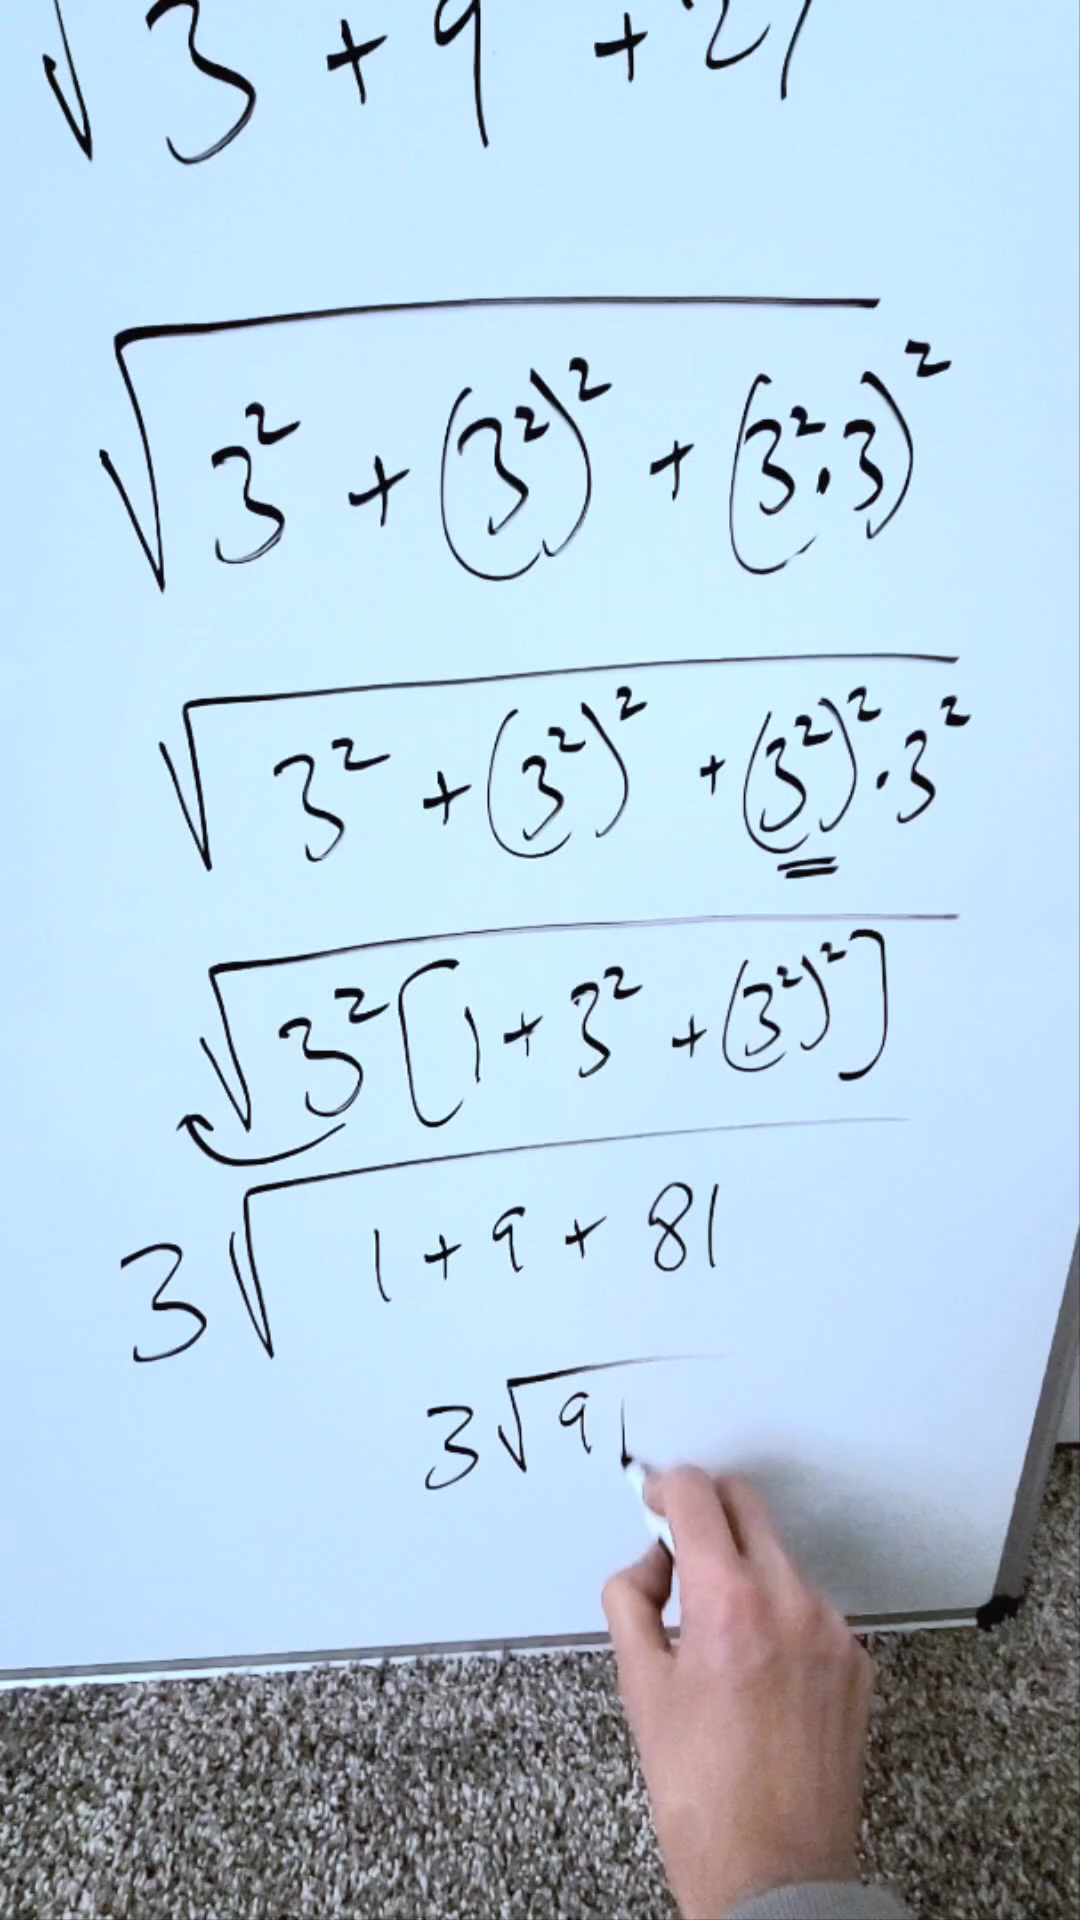 √3 + 9 + 27
√3² + (3²)² + (3²·3)²
√3² + (3²)² + (3²)²·3²
√3²[1 + 3² + (3²)²]
3√1 + 9 + 81
3√91